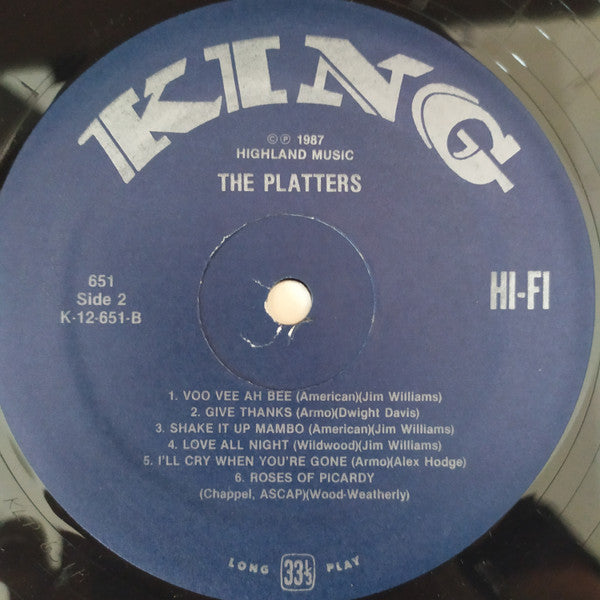 KING
© ℗ 1987
HIGHLAND MUSIC
THE PLATTERS
651
Side 2
K-12-651-B
HI-FI
1. VOO VEE AH BEE (American)(Jim Williams)
2. GIVE THANKS (Armo)(Dwight Davis)
3. SHAKE IT UP MAMBO (American)(Jim Williams)
4. LOVE ALL NIGHT (Wildwood)(Jim Williams)
5. I'LL CRY WHEN YOU'RE GONE (Armo)(Alex Hodge)
6. ROSES OF PICARDY
(Chappel, ASCAP)(Wood-Weatherly)
LONG 33⅓ PLAY